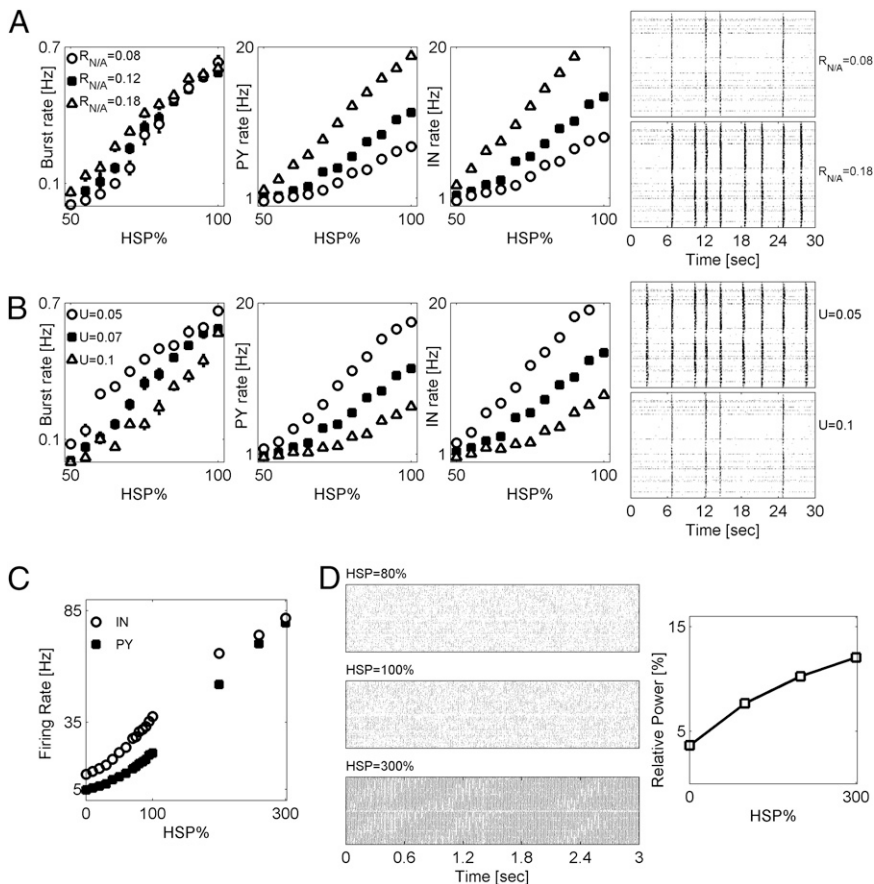 A
0.7
Burst rate [Hz]
0.1
R_N/A=0.08
R_N/A=0.12
R_N/A=0.18
50
100
HSP%
20
PY rate [Hz]
1
50
100
HSP%
20
IN rate [Hz]
1
50
100
HSP%
R_N/A=0.08
R_N/A=0.18
0 6 12 18 24 30
Time [sec]
B
0.7
Burst rate [Hz]
0.1
U=0.05
U=0.07
U=0.1
50
100
HSP%
20
PY rate [Hz]
1
50
100
HSP%
20
IN rate [Hz]
1
50
100
HSP%
U=0.05
U=0.1
0 6 12 18 24 30
Time [sec]
C
85
Firing Rate [Hz]
35
5
IN
PY
0 100 300
HSP%
D
HSP=80%
HSP=100%
HSP=300%
0 0.6 1.2 1.8 2.4 3
Time [sec]
15
Relative Power [%]
5
0 300
HSP%